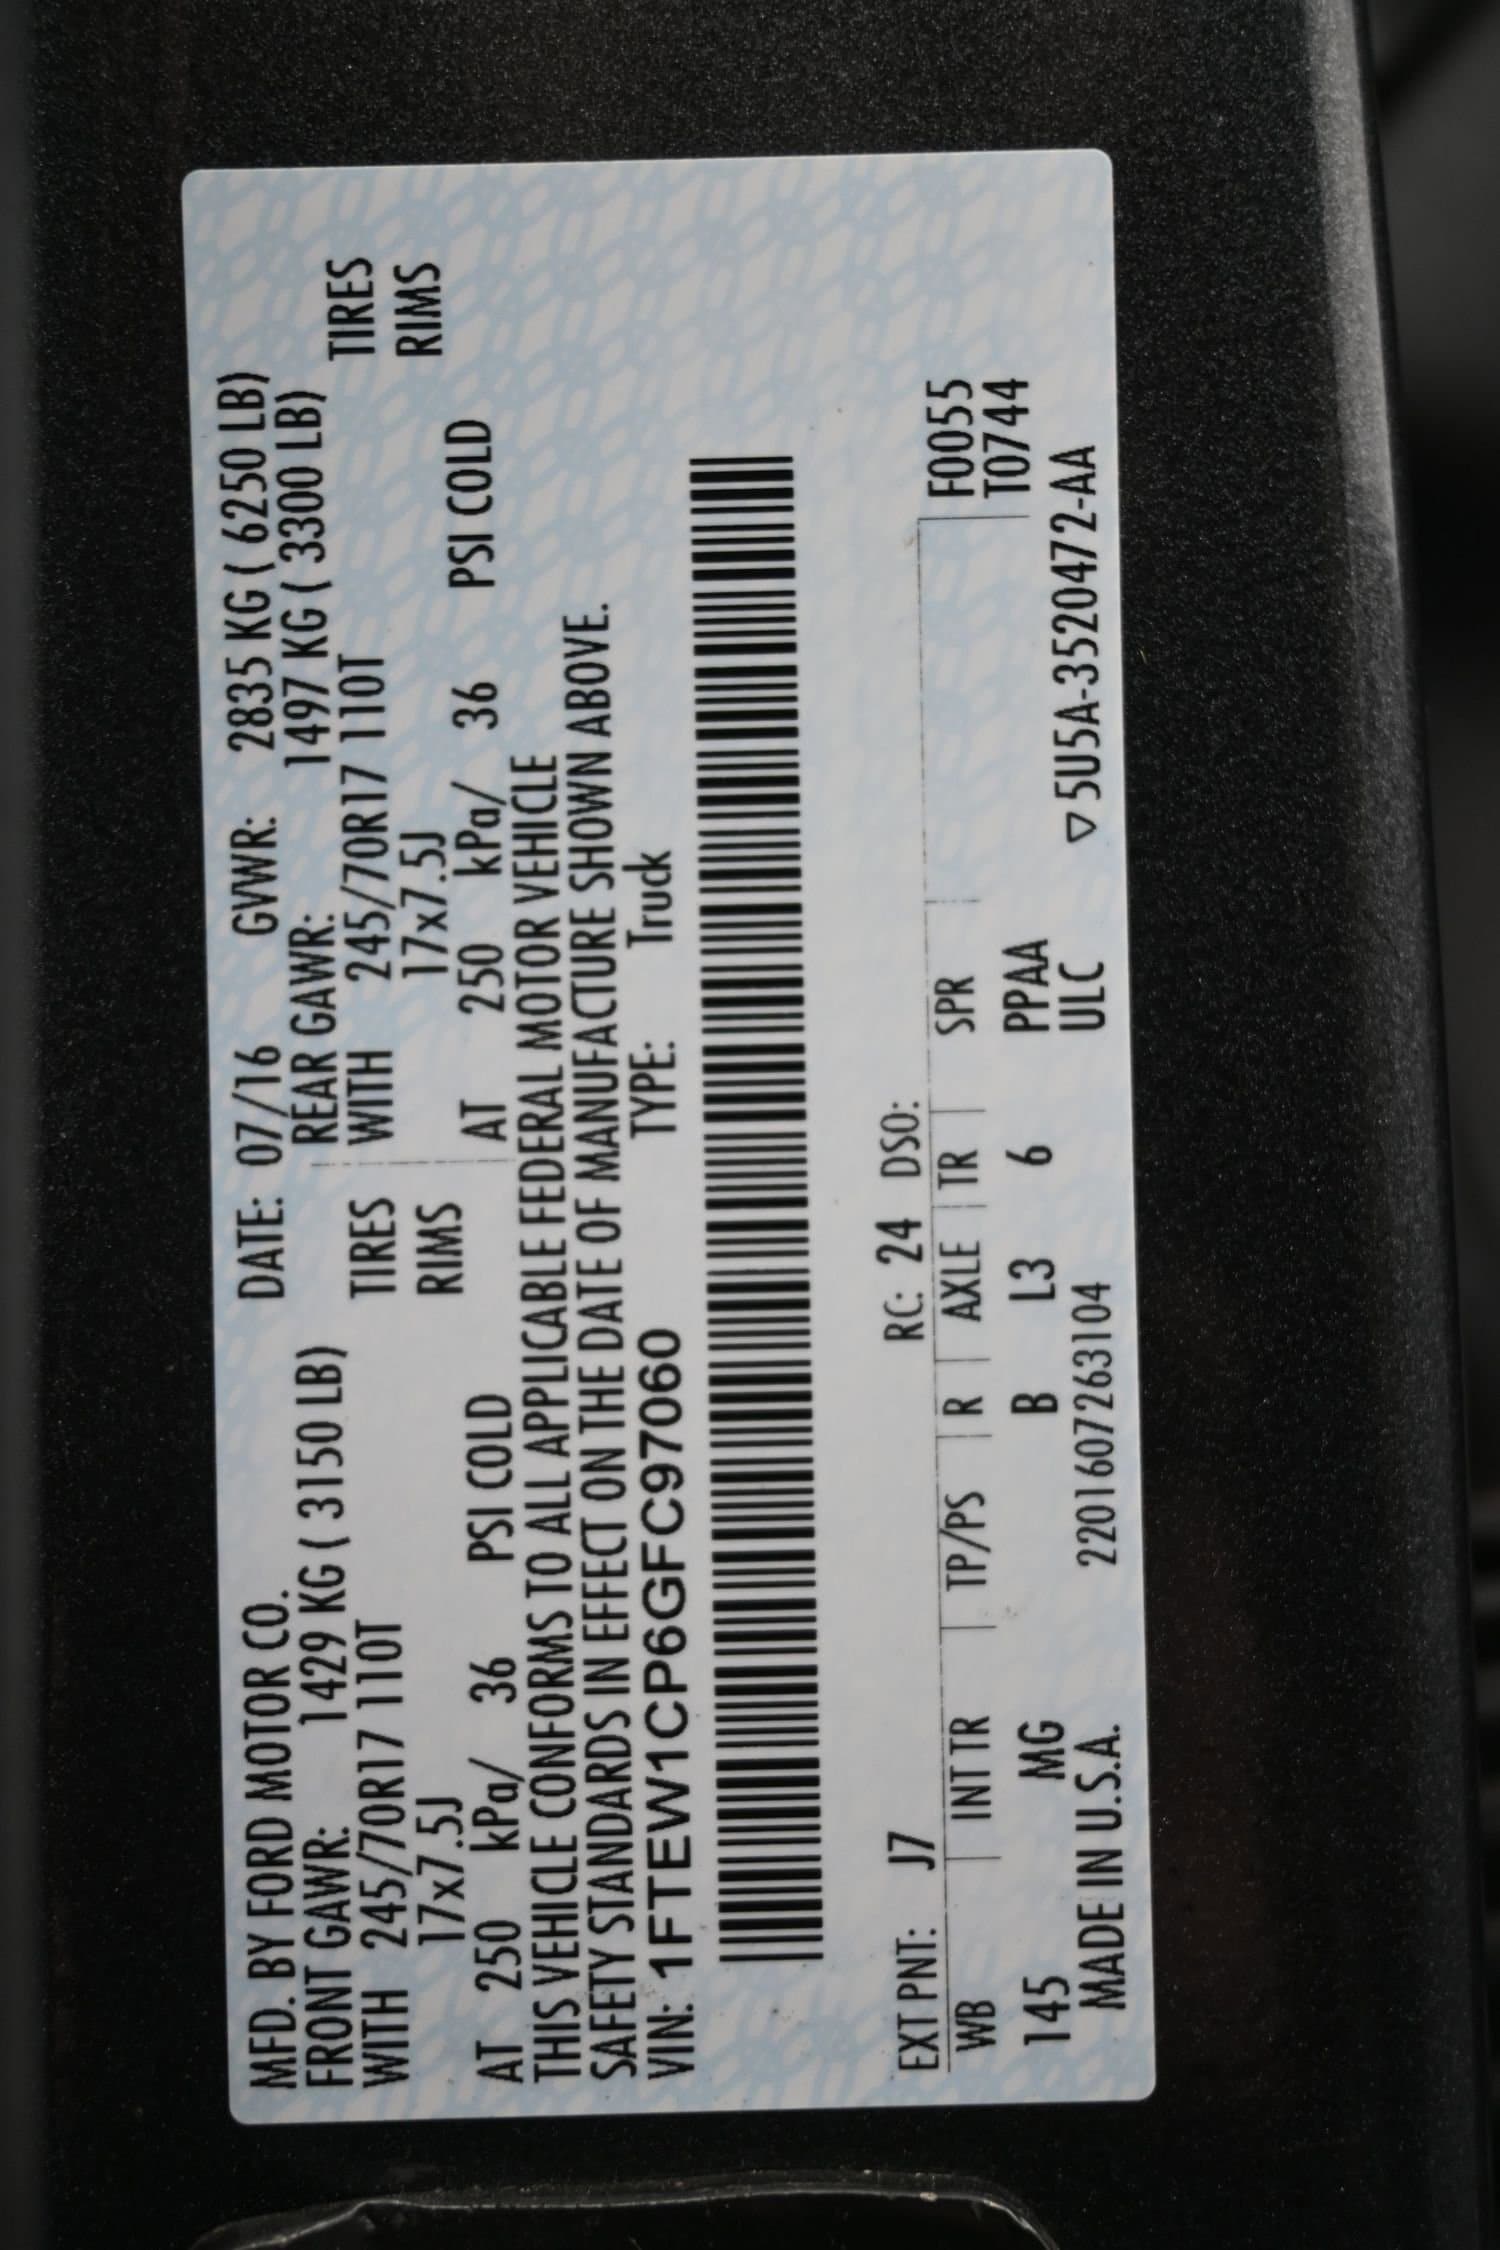 MFD. BY FORD MOTOR CO. DATE: 07/16 GVWR: 2835 KG ( 6250 LB)
FRONT GAWR: 1429 KG ( 3150 LB) REAR GAWR: 1497 KG ( 3300 LB)
WITH 245/70R17 110T TIRES WITH 245/70R17 110T TIRES
17x7.5J RIMS 17x7.5J RIMS
AT 250 kPa/ 36 PSI COLD AT 250 kPa/ 36 PSI COLD
THIS VEHICLE CONFORMS TO ALL APPLICABLE FEDERAL MOTOR VEHICLE
SAFETY STANDARDS IN EFFECT ON THE DATE OF MANUFACTURE SHOWN ABOVE.
VIN: 1FTEW1CP6GFC97060 TYPE: Truck
EXT PNT: J7 RC: 24 DSO:
WB INT TR TP/PS R AXLE TR SPR F0055
145 MG B L3 6 PPAA T0744
MADE IN U.S.A. 2201607263104 ULC ▽5U5A-3520472-AA